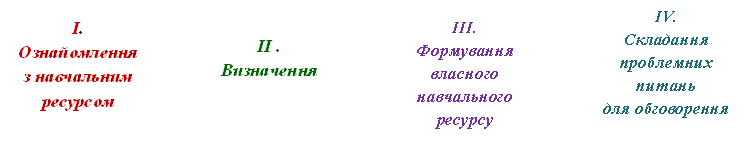 I.
Ознайомлення
з навчальним
ресурсом
II .
Визначення
III.
Формування
власного
навчального
ресурсу
IV.
Складання
проблемних
питань
для обговорення